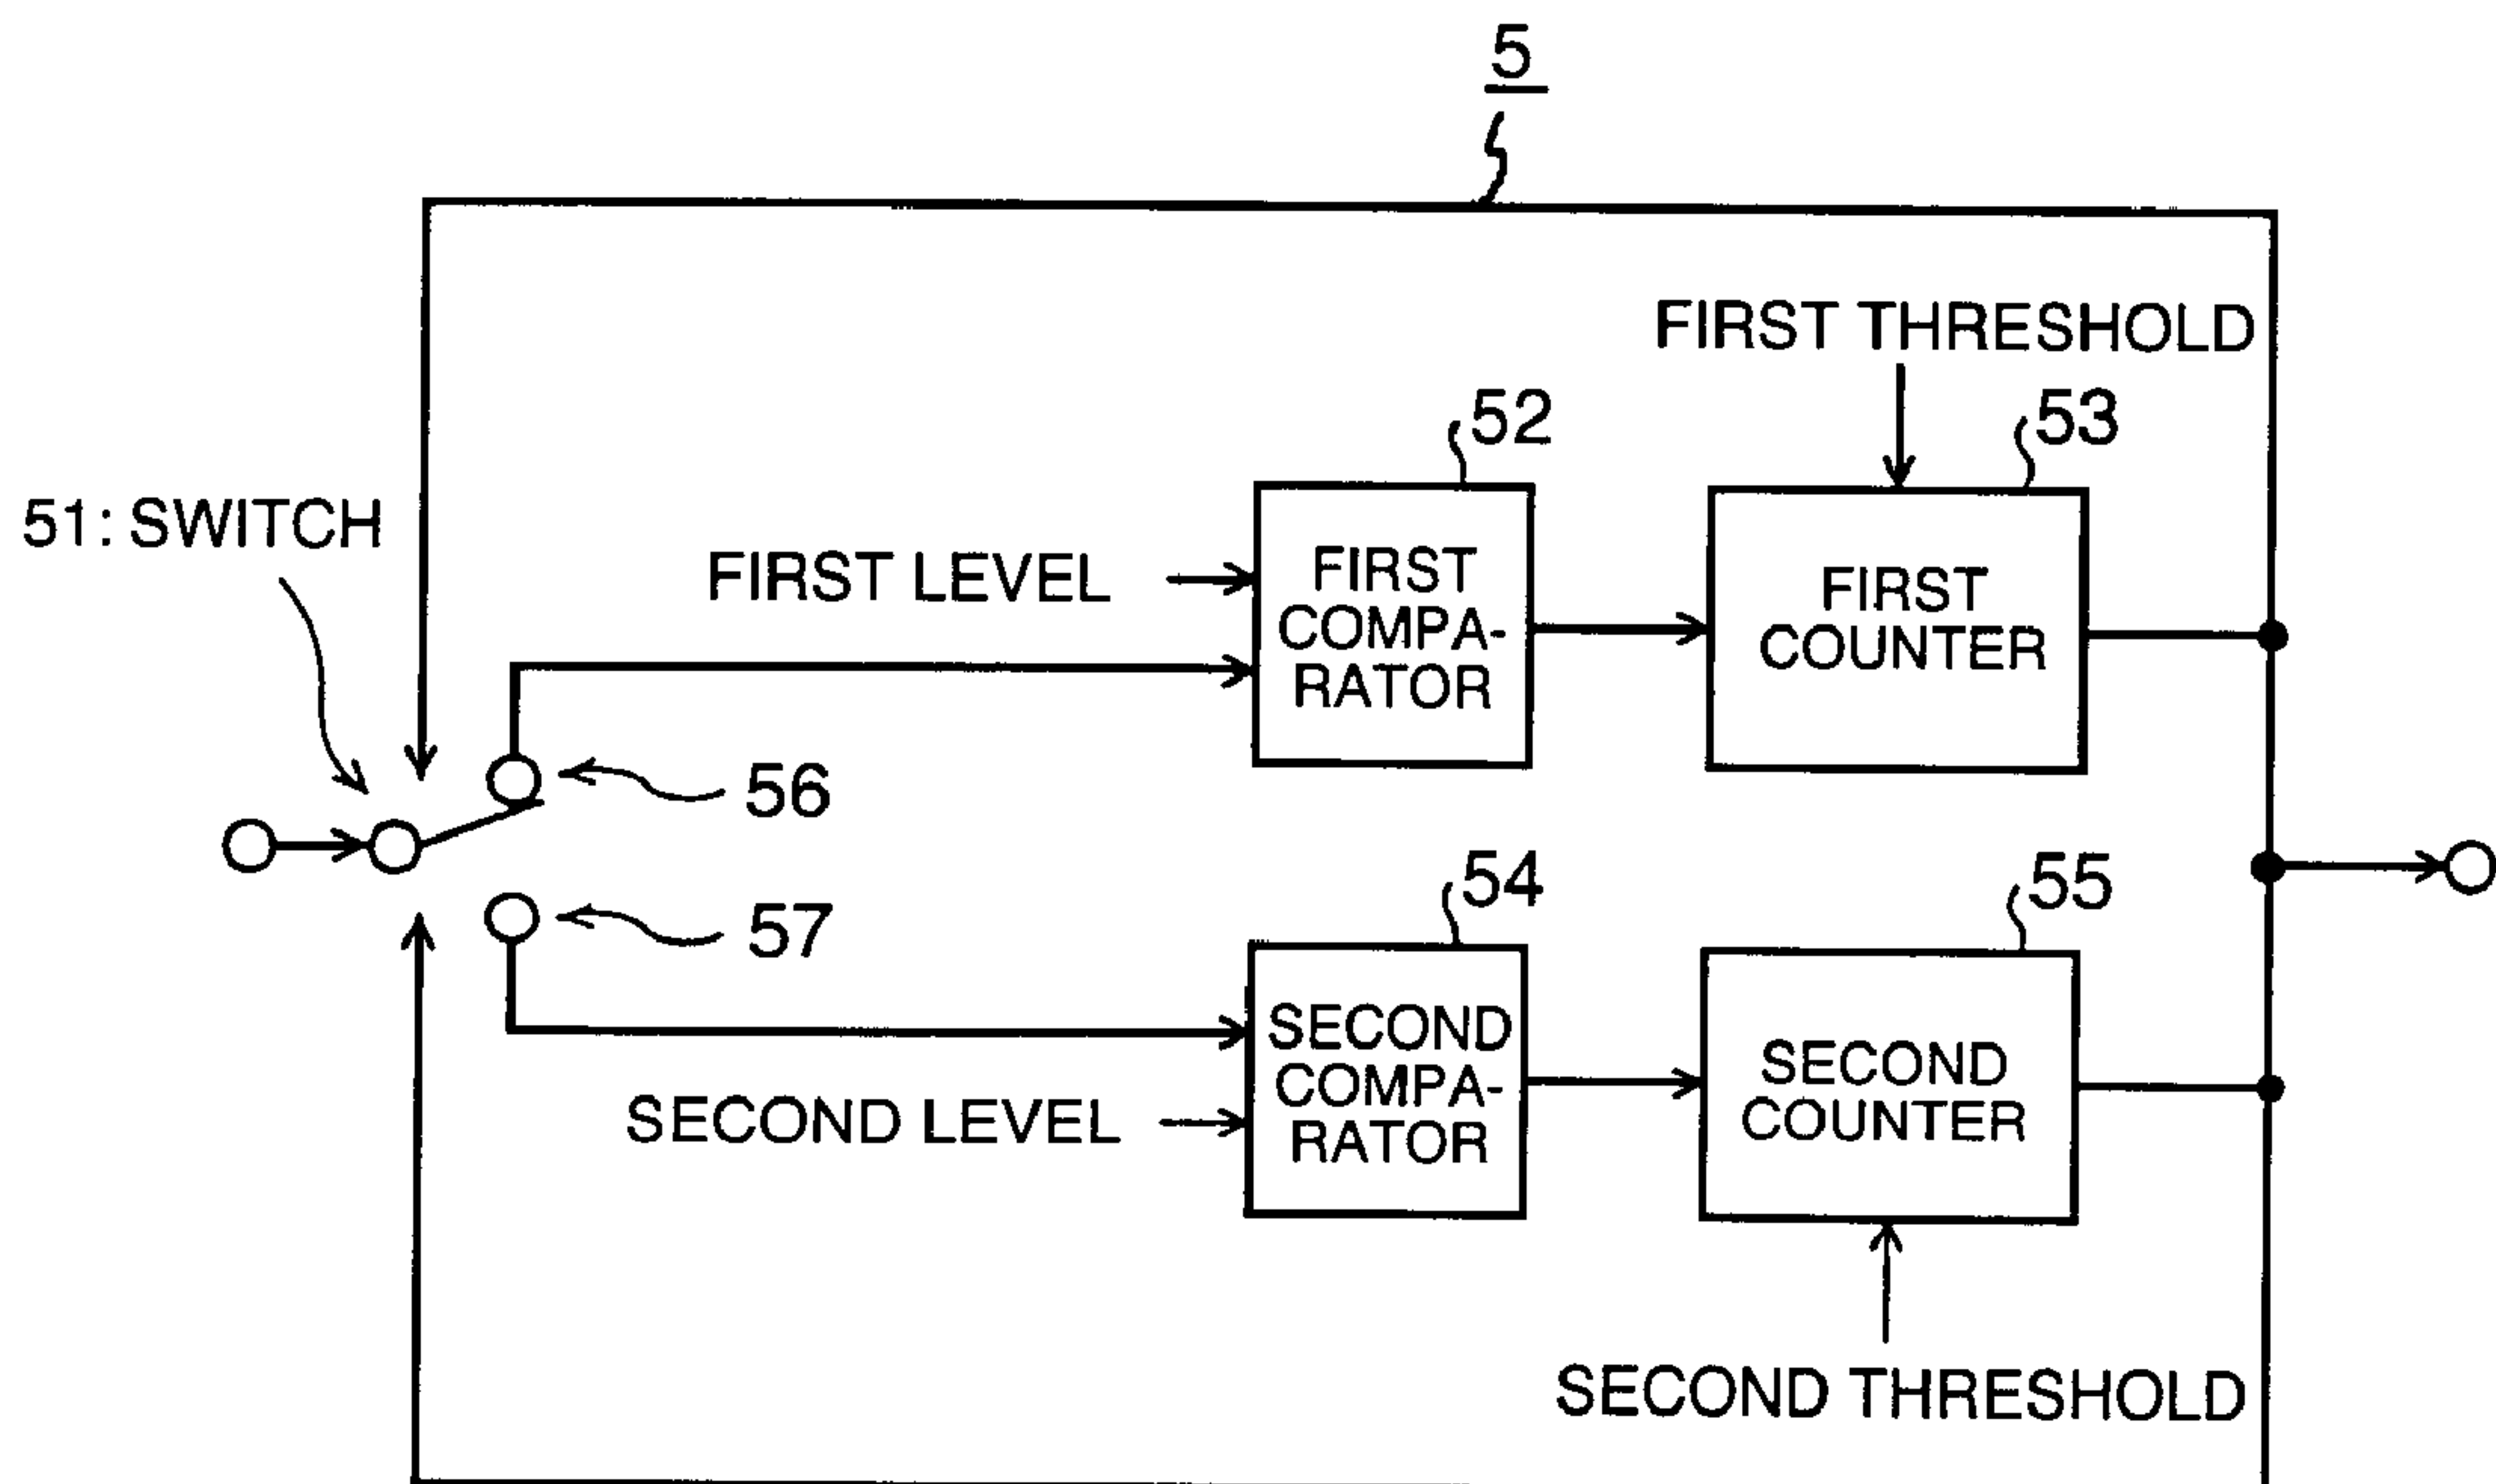 5
FIRST THRESHOLD
52
53
51: SWITCH
FIRST LEVEL
FIRST
COMPA-
RATOR
FIRST
COUNTER
56
54
55
57
SECOND
COMPA-
RATOR
SECOND
COUNTER
SECOND LEVEL
SECOND THRESHOLD